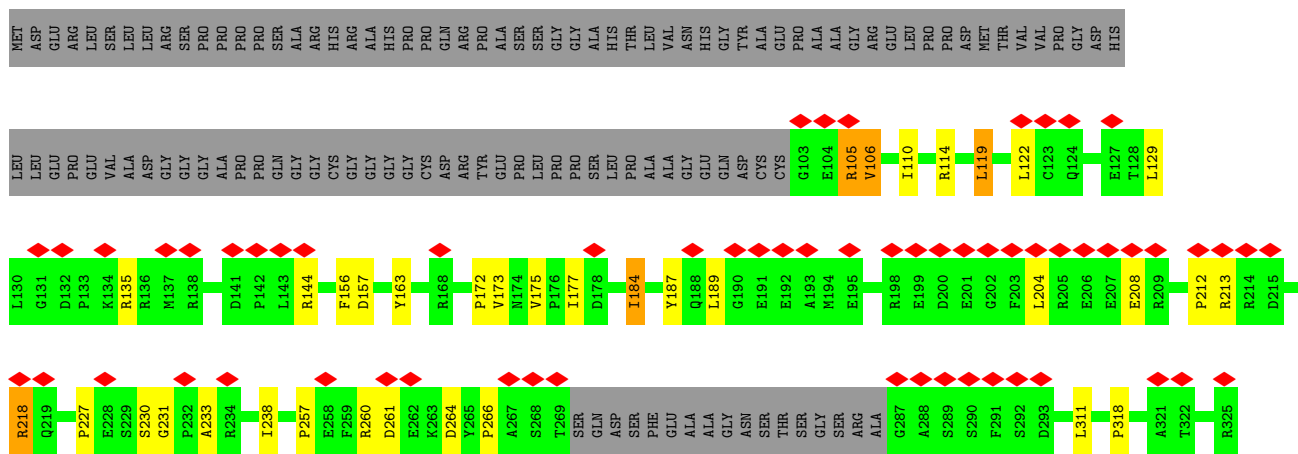 MET ASP GLU ARG LEU SER LEU LEU ARG SER PRO PRO PRO PRO SER ALA ARG HIS ARG ALA HIS PRO PRO GLN ARG PRO ALA SER SER GLY GLY ALA HIS THR LEU VAL ASN HIS GLY TYR ALA GLU PRO ALA ALA GLY ARG GLU LEU PRO PRO ASP MET THR VAL VAL PRO GLY ASP HIS
LEU LEU GLU PRO GLU VAL ALA ASP GLY GLY GLY ALA PRO PRO GLN GLY GLY CYS GLY GLY GLY GLY CYS ASP ARG TYR GLU PRO LEU PRO PRO SER LEU PRO ALA ALA GLY GLU GLN ASP CYS CYS G103 E104 R105 V106 I110 R114 L119 L122 C123 Q124 E127 T128 L129
L130 G131 D132 P133 K134 R135 R136 M137 R138 D141 P142 L143 R144 F156 D157 Y163 R168 P172 V173 N174 V175 P176 I177 D178 I184 Y187 Q188 L189 G190 E191 E192 A193 M194 E195 R198 E199 D200 E201 G202 F203 L204 R205 E206 E207 E208 R209 P212 R213 R214 D215
R218 Q219 P227 E228 S229 S230 G231 P232 A233 R234 I238 P257 E258 F259 R260 D261 E262 K263 D264 Y265 P266 A267 S268 T269 SER GLN ASP SER PHE GLU ALA ALA GLY ASN SER THR SER GLY SER ARG ALA G287 A288 S289 S290 F291 S292 D293 L311 P318 A321 T322 R325